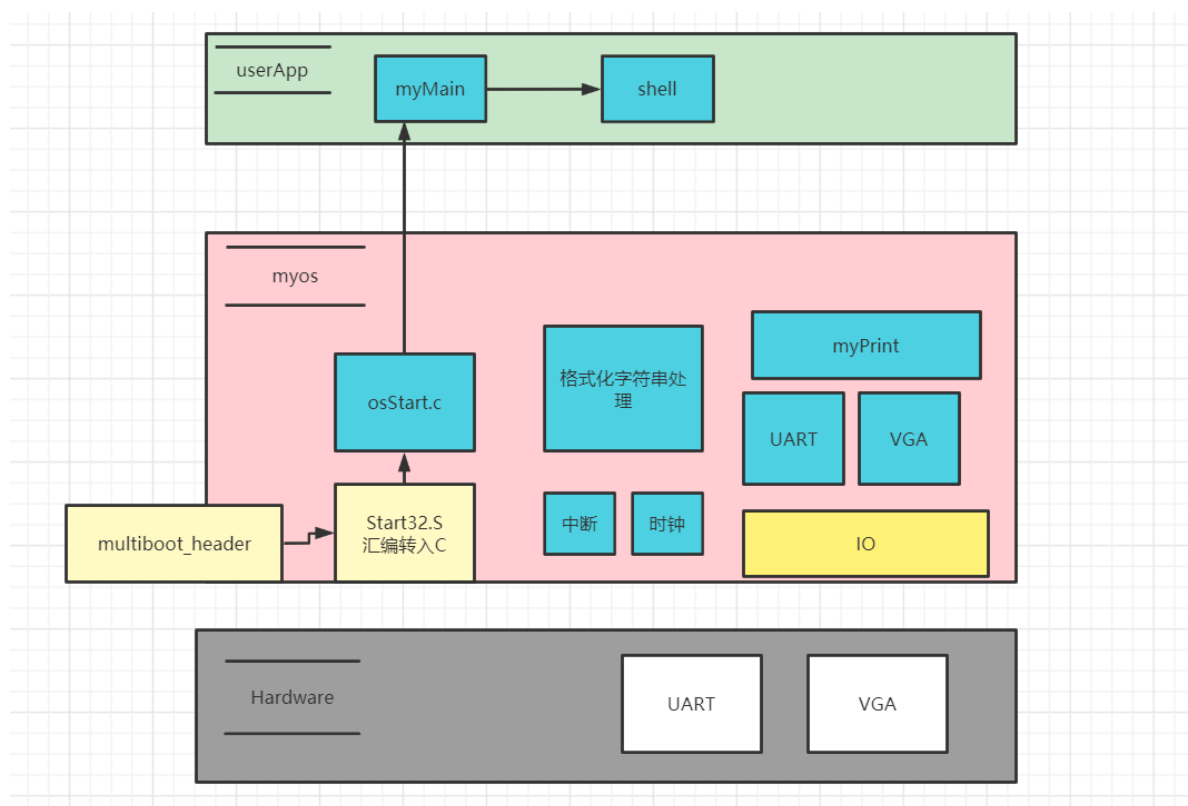 userApp
myMain
shell
myos
myPrint
格式化字符串处
理
osStart.c
UART
VGA
Start32.S
汇编转入C
中断
时钟
multiboot_header
IO
Hardware
UART
VGA